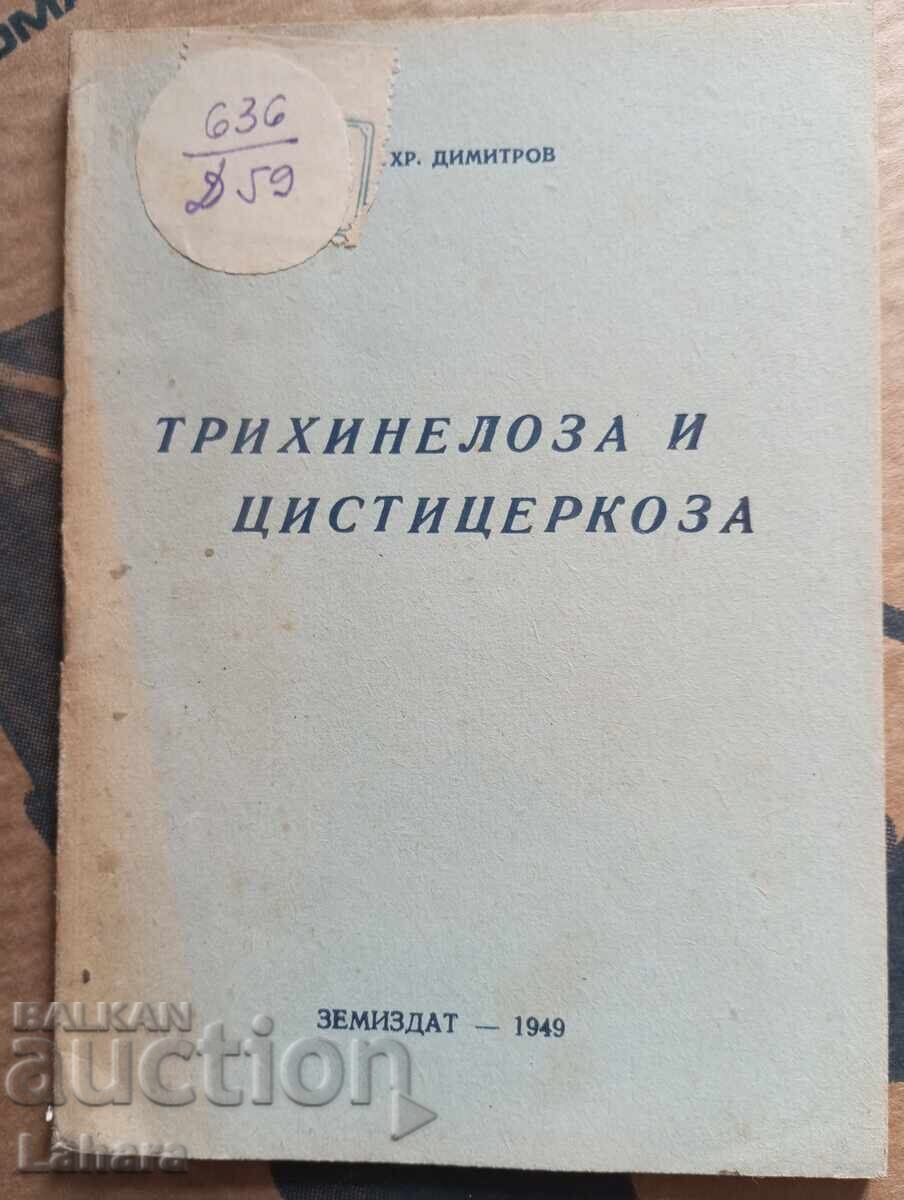 636
Д59
ХР. ДИМИТРОВ
ТРИХИНЕЛОЗА И
ЦИСТИЦЕРКОЗА
ЗЕМИЗДАТ — 1949
BALKAN
auction
Lahara